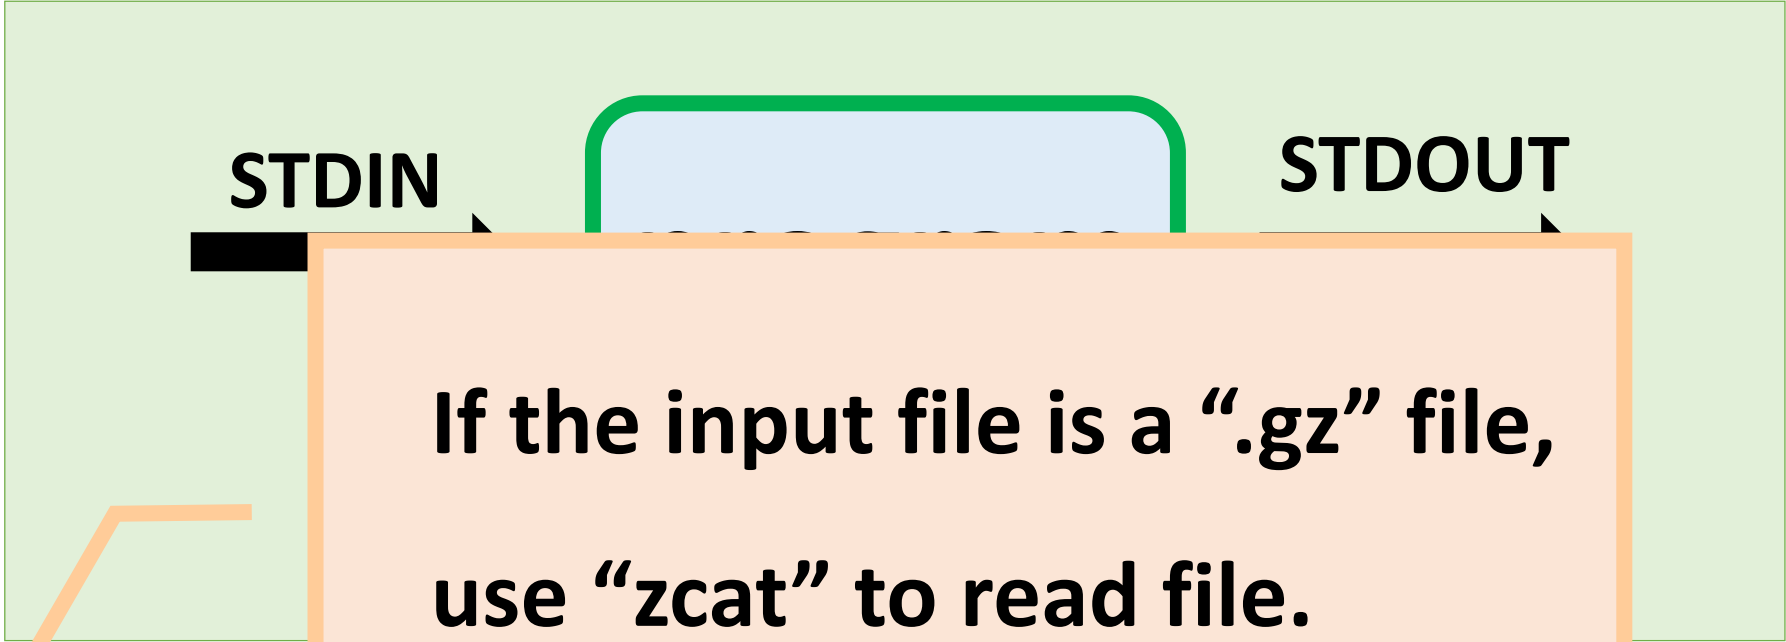 STDIN
STDOUT
If the input file is a “.gz” file,
use “zcat” to read file.